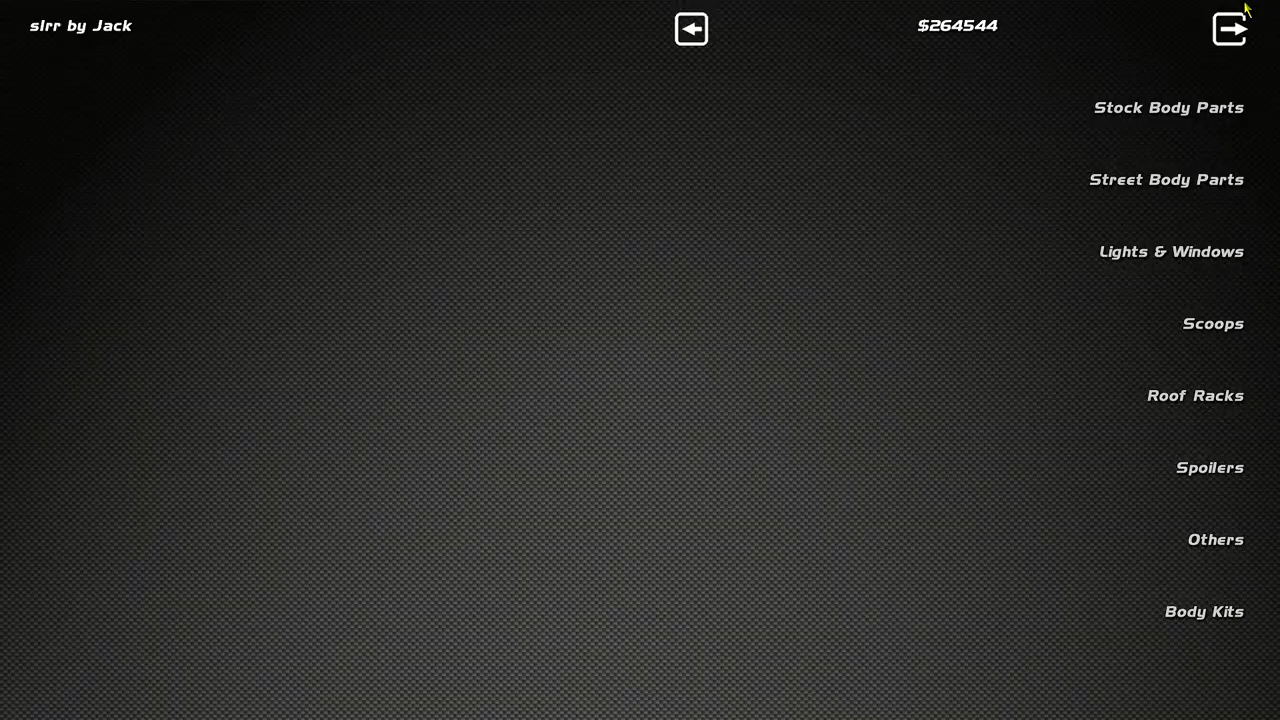 slrr by Jack
$264544
Stock Body Parts
Street Body Parts
Lights & Windows
Scoops
Roof Racks
Spoilers
Others
Body Kits